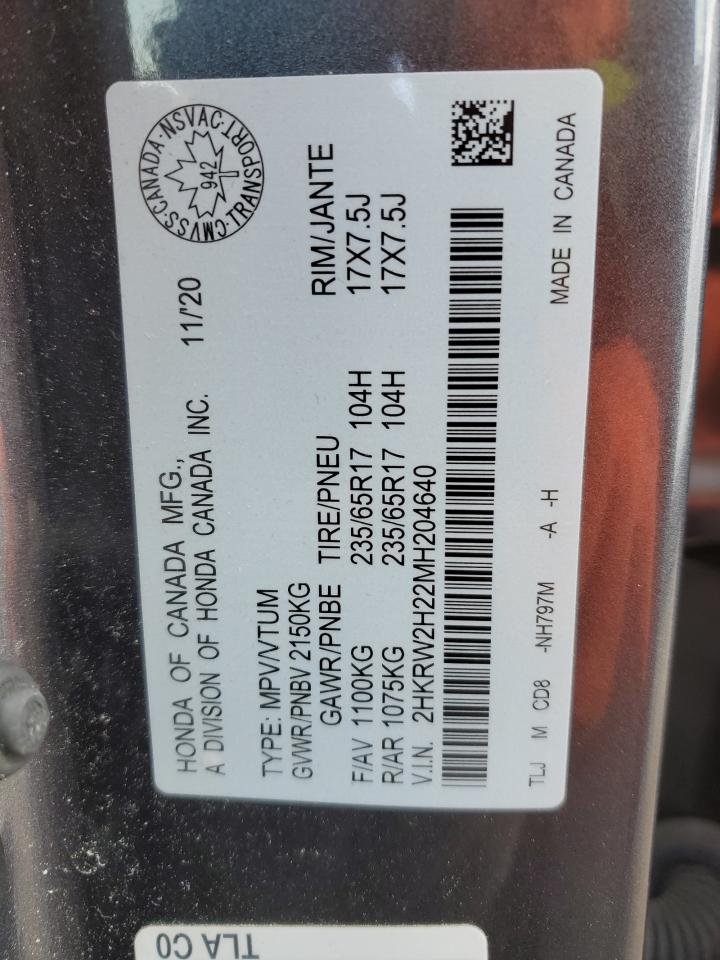 HONDA OF CANADA MFG.,
A DIVISION OF HONDA CANADA INC. 11/'20
CMVSS·CANADA·NSVAC·TRANSPORT·
942
TYPE: MPV/VTUM
GVWR/PNBV 2150KG
GAWR/PNBE TIRE/PNEU RIM/JANTE
F/AV 1100KG 235/65R17 104H 17X7.5J
R/AR 1075KG 235/65R17 104H 17X7.5J
V.I.N. 2HKRW2H22MH204640
TLJ M CD8 -NH797M -A -H MADE IN CANADA
TLA C0